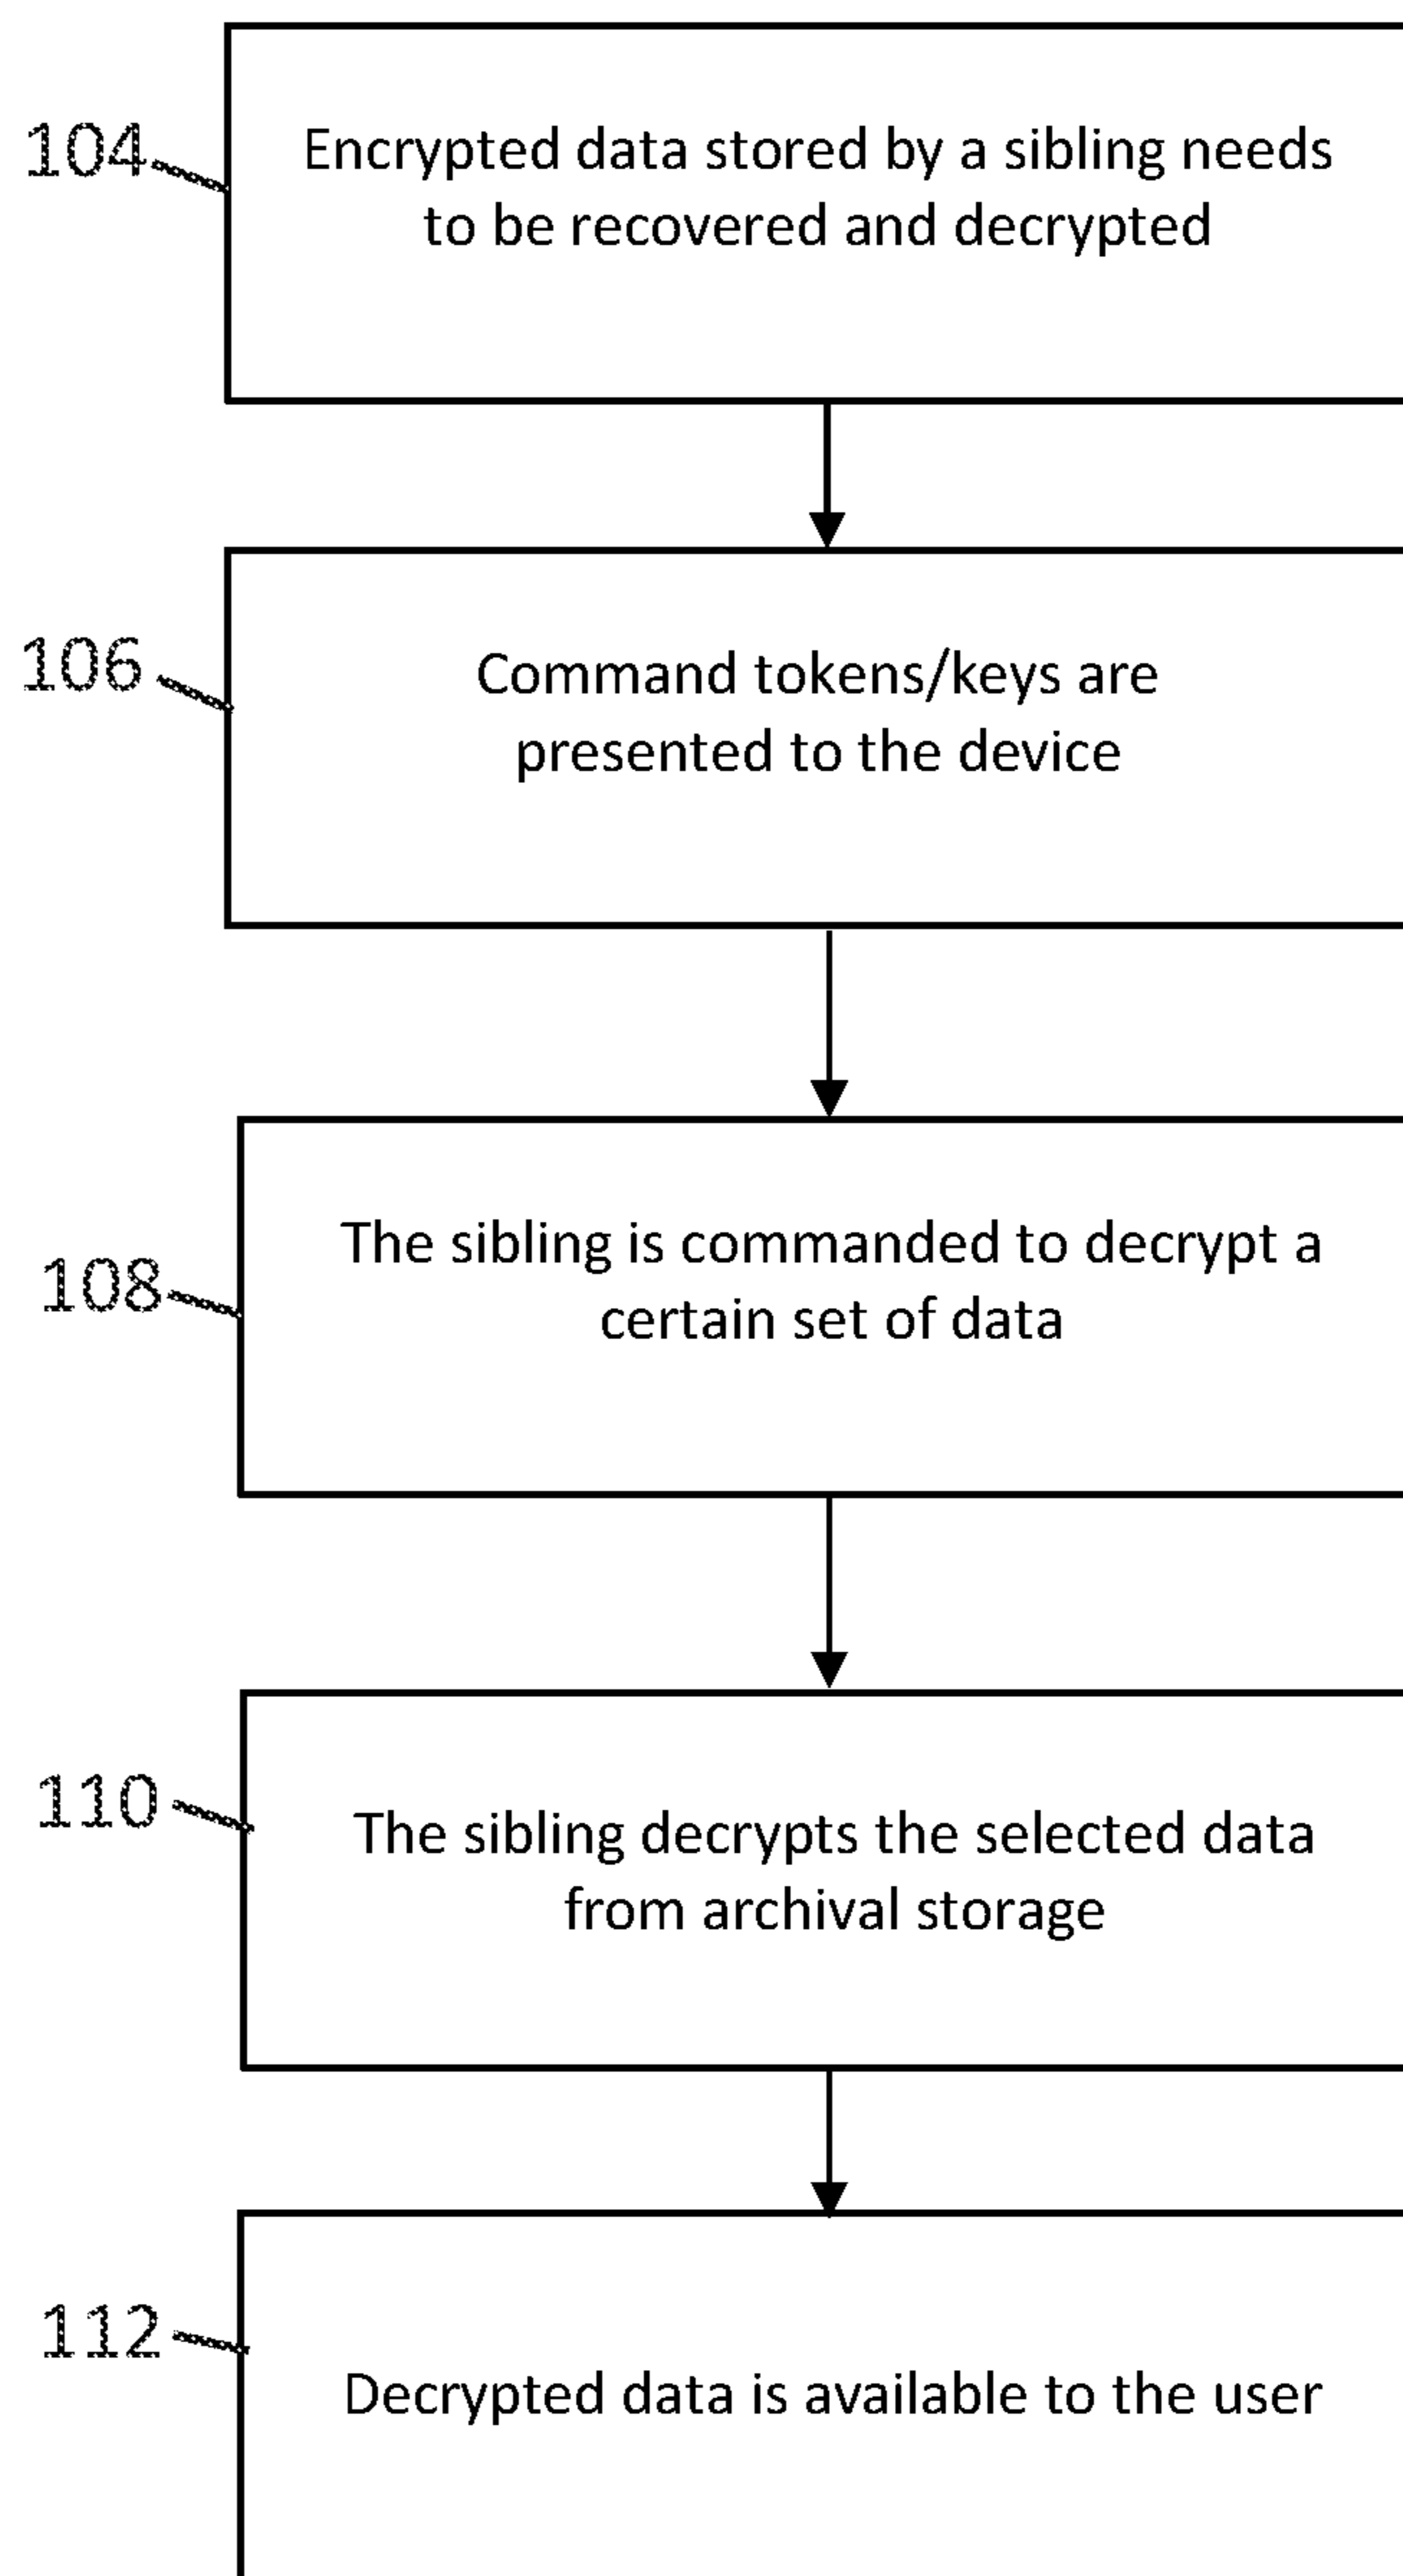 104
Encrypted data stored by a sibling needs
to be recovered and decrypted
106
Command tokens/keys are
presented to the device
108
The sibling is commanded to decrypt a
certain set of data
110
The sibling decrypts the selected data
from archival storage
112
Decrypted data is available to the user